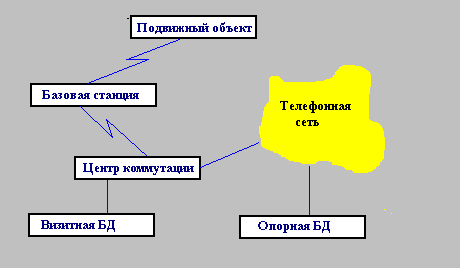 Подвижный объект
Базовая станция
Телефонная
сеть
Центр коммутации
Визитная БД
Опорная БД